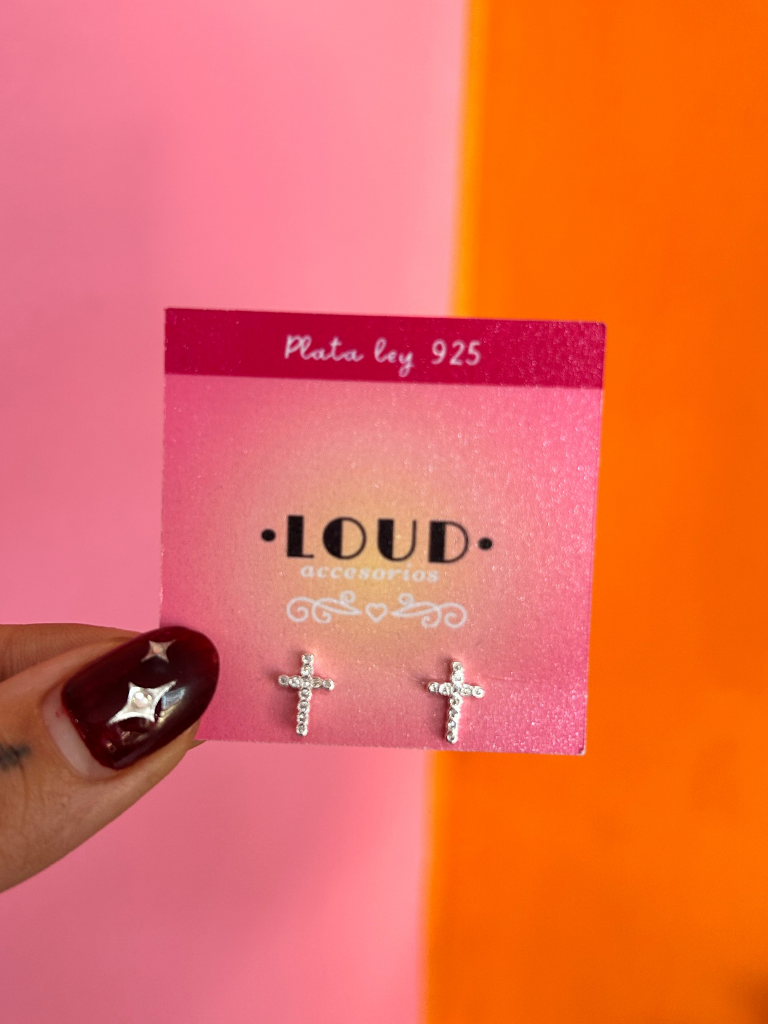 Plata ley 925
•LOUD•
accesorios